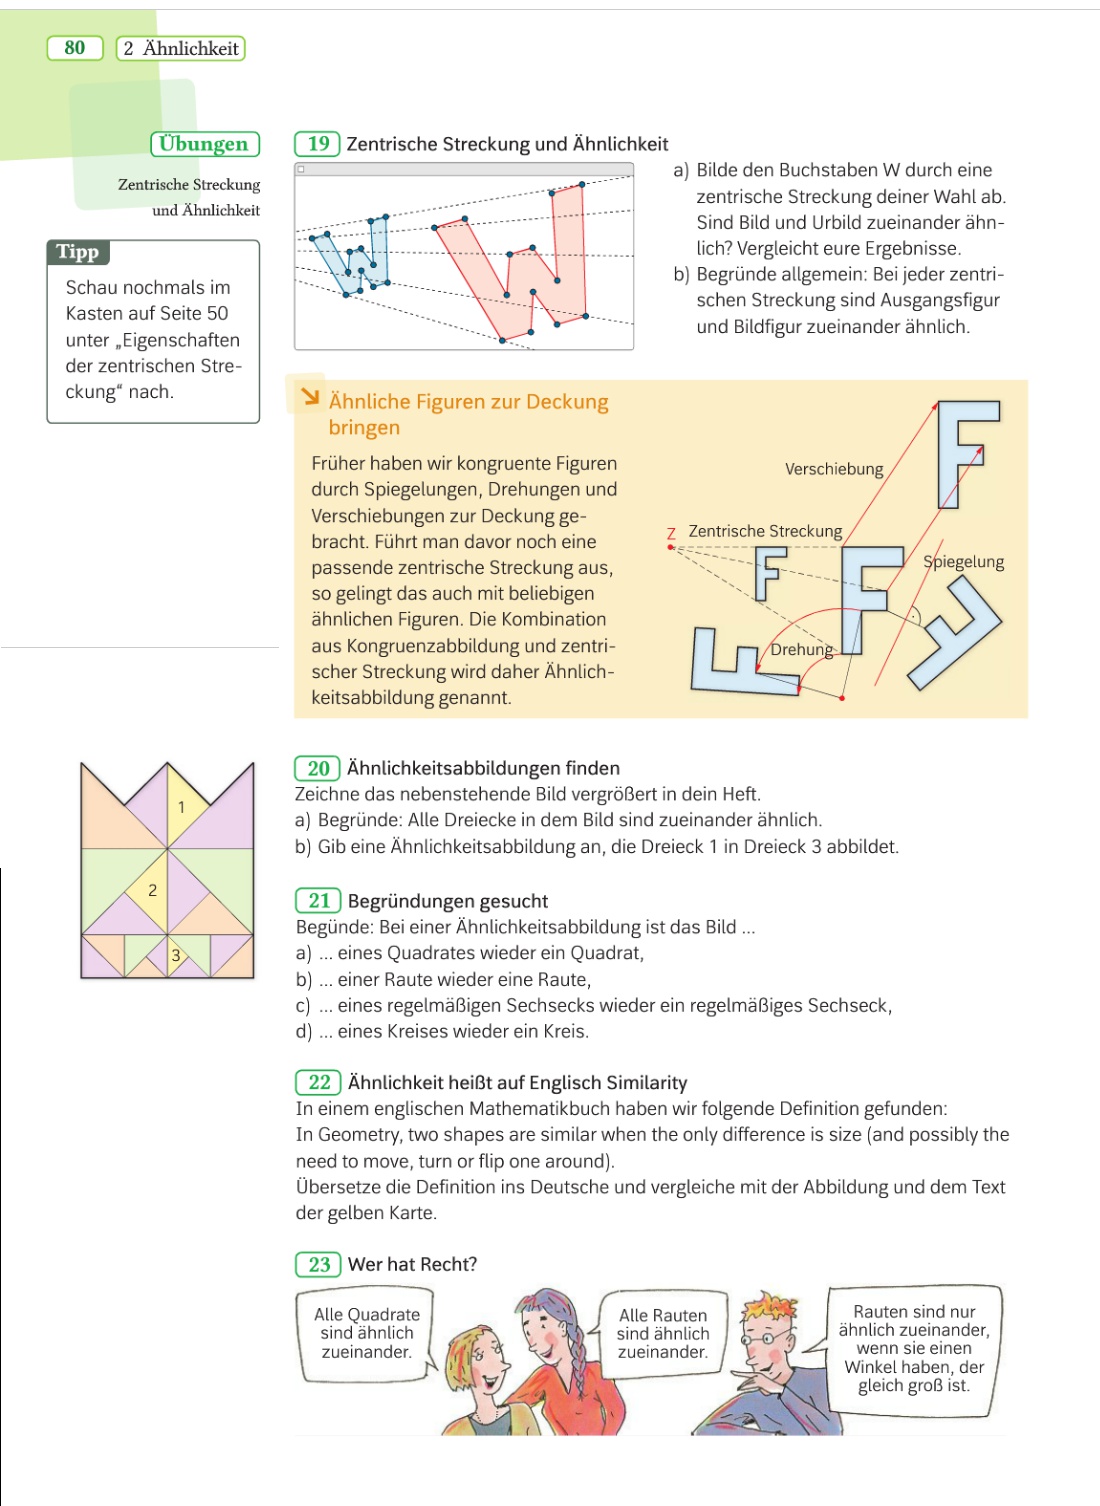 80
2 Ähnlichkeit
Übungen
Zentrische Streckung
und Ähnlichkeit
Tipp
Schau nochmals im
Kasten auf Seite 50
unter „Eigenschaften
der zentrischen Stre-
ckung“ nach.
19 Zentrische Streckung und Ähnlichkeit
a) Bilde den Buchstaben W durch eine
zentrische Streckung deiner Wahl ab.
Sind Bild und Urbild zueinander ähn-
lich? Vergleicht eure Ergebnisse.
b) Begründe allgemein: Bei jeder zentri-
schen Streckung sind Ausgangsfigur
und Bildfigur zueinander ähnlich.
Ähnliche Figuren zur Deckung
bringen
Früher haben wir kongruente Figuren
durch Spiegelungen, Drehungen und
Verschiebungen zur Deckung ge-
bracht. Führt man davor noch eine
passende zentrische Streckung aus,
so gelingt das auch mit beliebigen
ähnlichen Figuren. Die Kombination
aus Kongruenzabbildung und zentri-
scher Streckung wird daher Ähnlich-
keitsabbildung genannt.
Verschiebung
Z Zentrische Streckung
Spiegelung
Drehung
1
2
3
20 Ähnlichkeitsabbildungen finden
Zeichne das nebenstehende Bild vergrößert in dein Heft.
a) Begründe: Alle Dreiecke in dem Bild sind zueinander ähnlich.
b) Gib eine Ähnlichkeitsabbildung an, die Dreieck 1 in Dreieck 3 abbildet.
21 Begründungen gesucht
Begünde: Bei einer Ähnlichkeitsabbildung ist das Bild ...
a) ... eines Quadrates wieder ein Quadrat,
b) ... einer Raute wieder eine Raute,
c) ... eines regelmäßigen Sechsecks wieder ein regelmäßiges Sechseck,
d) ... eines Kreises wieder ein Kreis.
22 Ähnlichkeit heißt auf Englisch Similarity
In einem englischen Mathematikbuch haben wir folgende Definition gefunden:
In Geometry, two shapes are similar when the only difference is size (and possibly the
need to move, turn or flip one around).
Übersetze die Definition ins Deutsche und vergleiche mit der Abbildung und dem Text
der gelben Karte.
23 Wer hat Recht?
Alle Quadrate
sind ähnlich
zueinander.
Alle Rauten
sind ähnlich
zueinander.
Rauten sind nur
ähnlich zueinander,
wenn sie einen
Winkel haben, der
gleich groß ist.